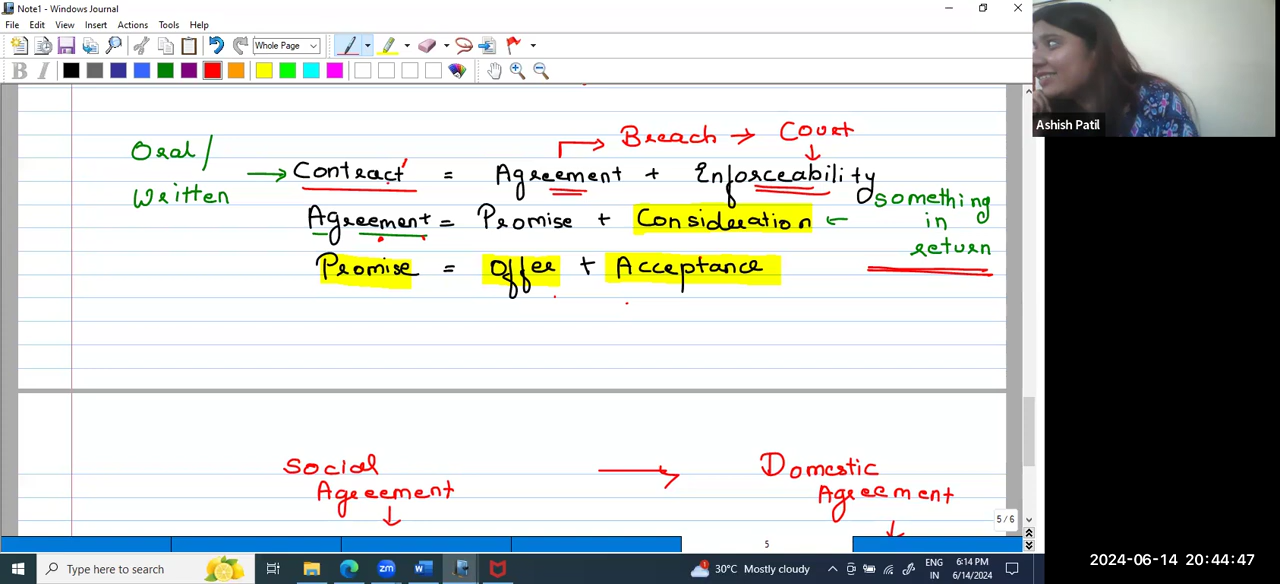 Note1 - Windows Journal
File Edit View Insert Actions Tools Help
Whole Page
B I
Ashish Patil
Breach → Court
Oral/
Written
→ Contract = Agreement + Enforceability
Agreement = Promise + Consideration ←
something
in
return
Promise = Offer + Acceptance
Social
Agreement
→
Domestic
Agreement
5/6
5
Type here to search
30°C Mostly cloudy
ENG
IN
6:14 PM
6/14/2024
2024-06-14 20:44:47